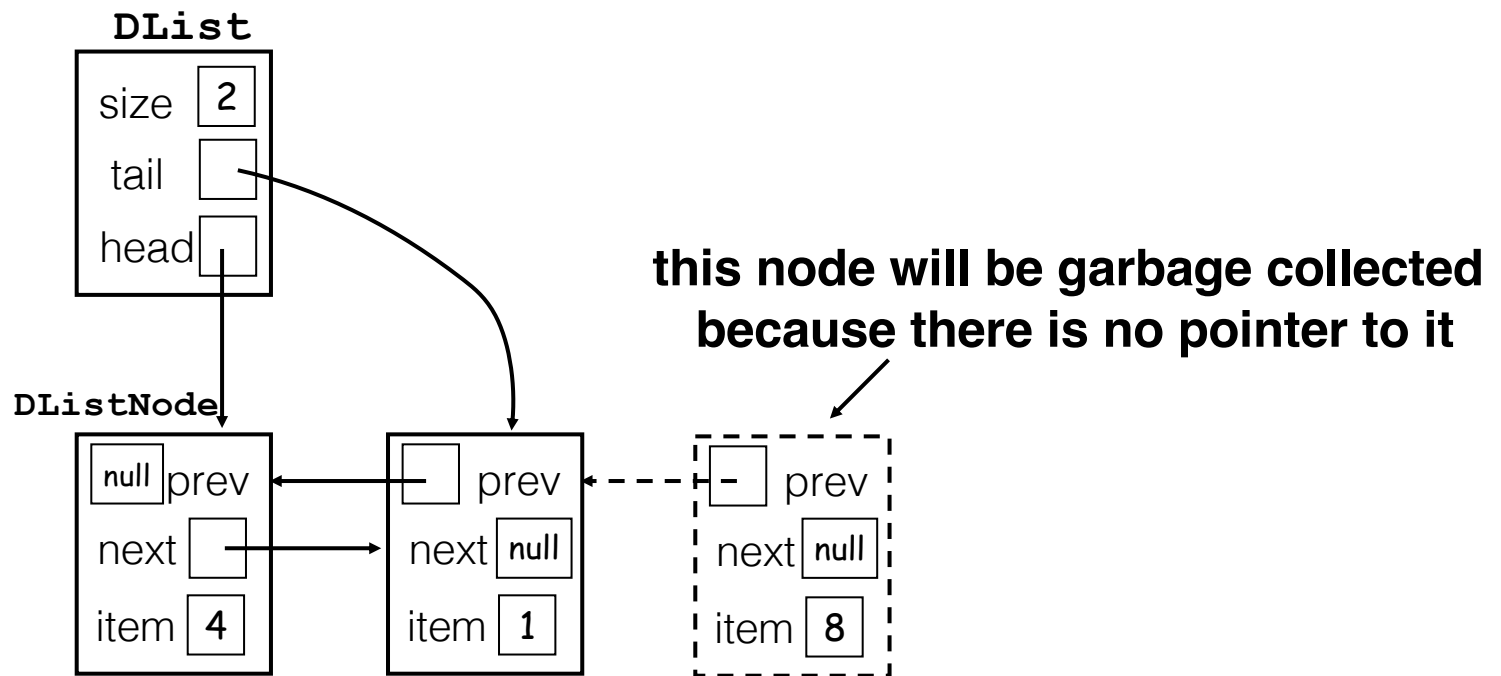 DList
size 2
tail
head
this node will be garbage collected
because there is no pointer to it
DListNode
null prev
next
item 4
prev
next null
item 1
prev
next null
item 8